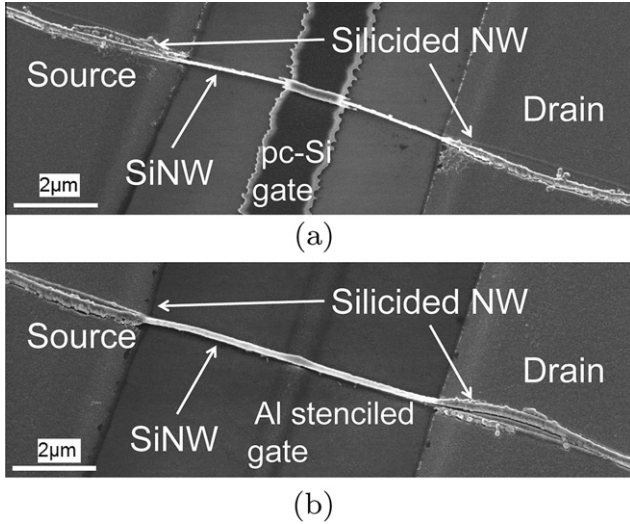 Silicided NW
Source
Drain
SiNW
pc-Si
gate
2µm
(a)
Silicided NW
Source
Drain
SiNW
Al stenciled
gate
2µm
(b)